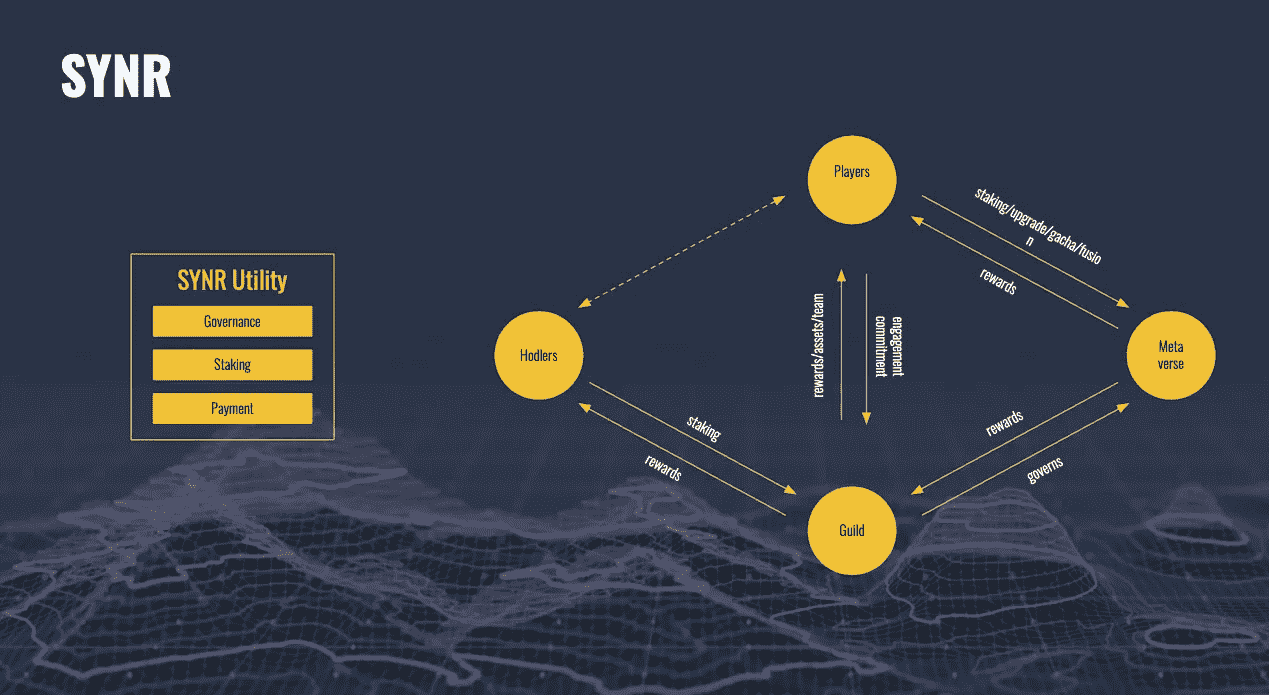 SYNR
SYNR Utility
Governance
Staking
Payment
Players
Hodlers
Meta
verse
Guild
staking/upgrade/gacha/fusio
n
rewards
rewards/assets/team
engagement
commitment
staking
rewards
rewards
governs